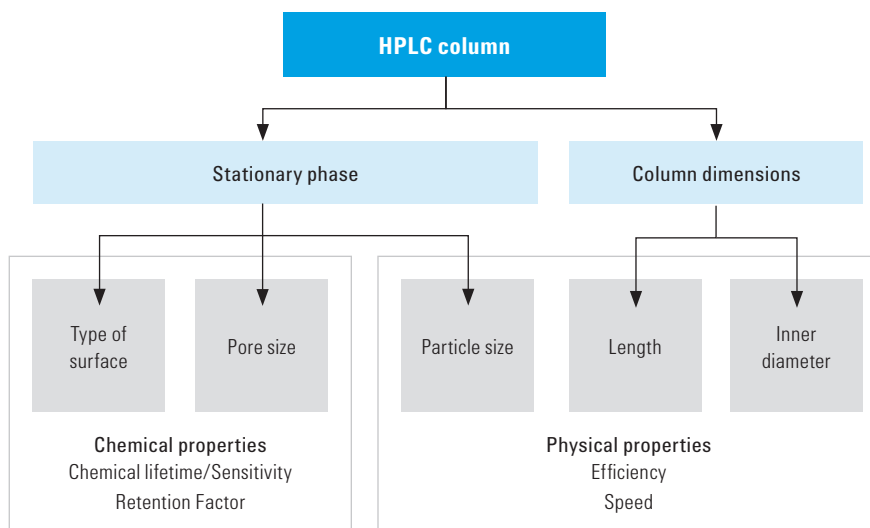 HPLC column
Stationary phase
Column dimensions
Type of
surface
Pore size
Particle size
Length
Inner
diameter
Chemical properties
Chemical lifetime/Sensitivity
Retention Factor
Physical properties
Efficiency
Speed